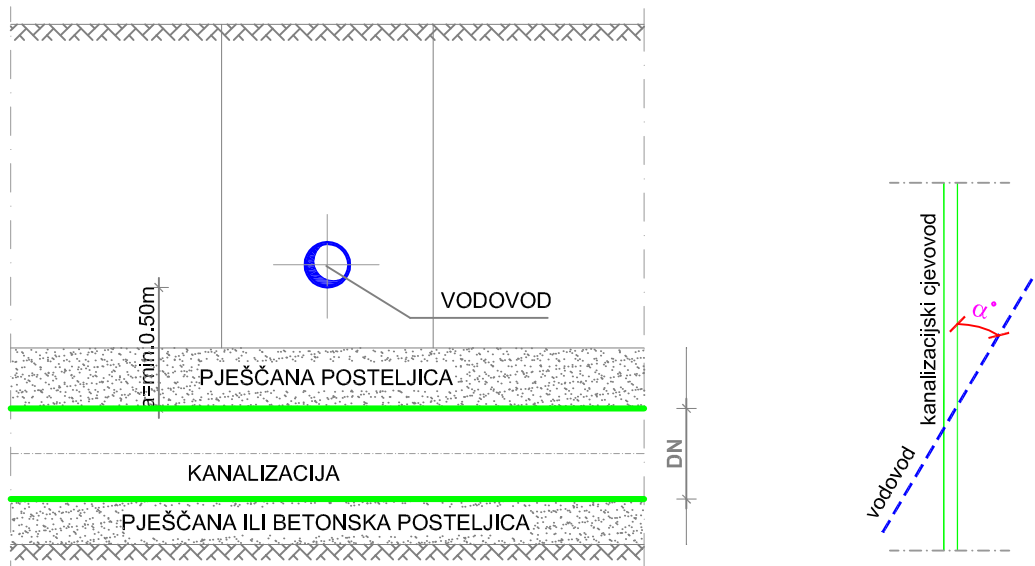 VODOVOD
a=min.0.50m
PJEŠČANA POSTELJICA
KANALIZACIJA
DN
PJEŠČANA ILI BETONSKA POSTELJICA
kanalizacijski cjevovod
α°
vodovod